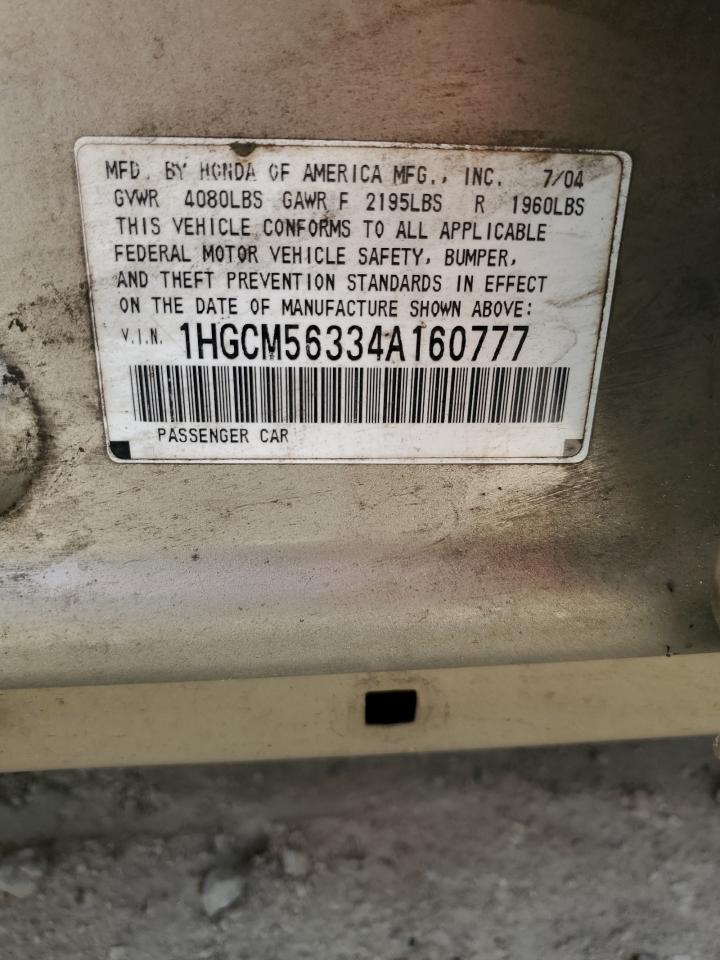 MFD. BY HONDA OF AMERICA MFG., INC. 7/04
GVWR 4080LBS GAWR F 2195LBS R 1960LBS
THIS VEHICLE CONFORMS TO ALL APPLICABLE
FEDERAL MOTOR VEHICLE SAFETY, BUMPER,
AND THEFT PREVENTION STANDARDS IN EFFECT
ON THE DATE OF MANUFACTURE SHOWN ABOVE:
V.I.N. 1HGCM56334A160777
PASSENGER CAR